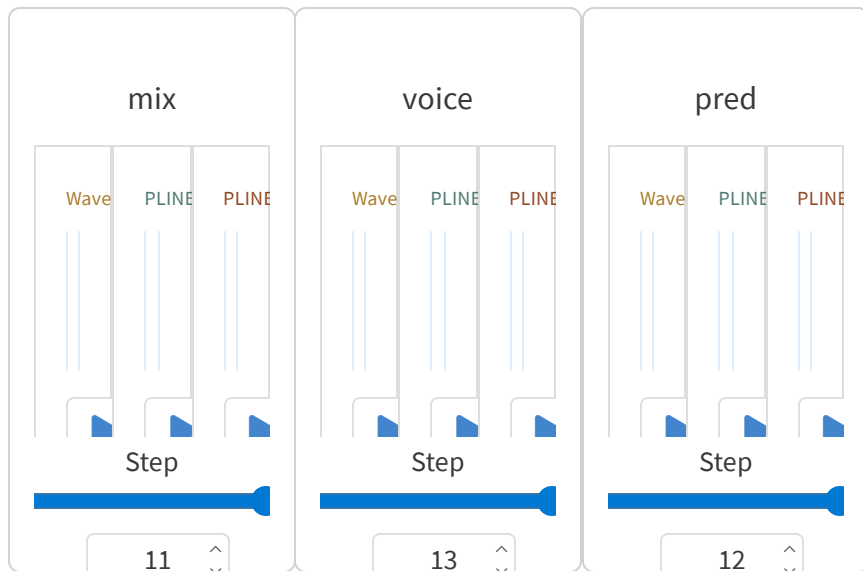 mix
Wave PLINE PLINE
Step
11
voice
Wave PLINE PLINE
Step
13
pred
Wave PLINE PLINE
Step
12